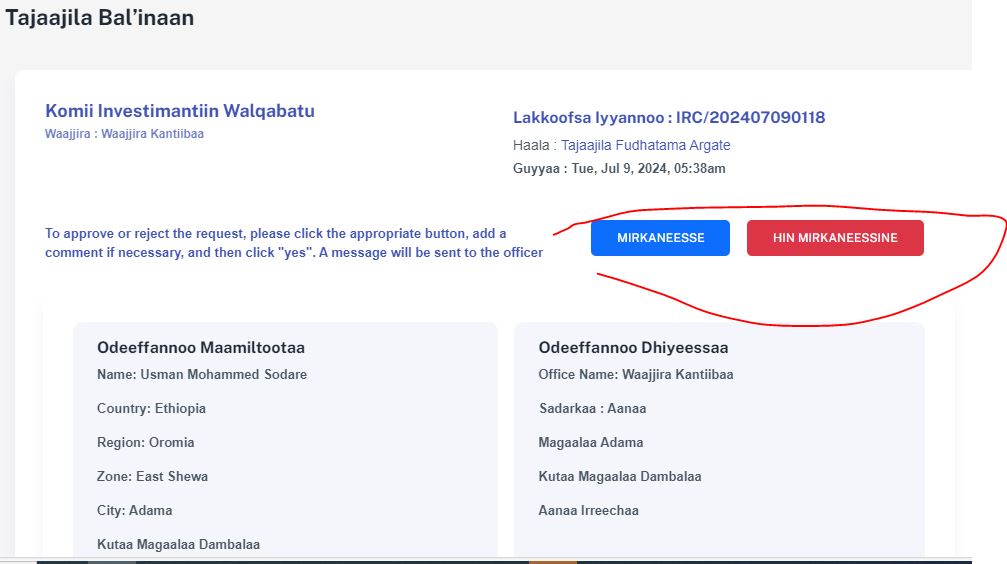 Tajaajila Bal'inaan
Komii Investimantiin Walqabatu
Waajjira : Waajjira Kantiibaa
Lakkoofsa Iyyannoo : IRC/202407090118
Haala : Tajaajila Fudhatama Argate
Guyyaa : Tue, Jul 9, 2024, 05:38am
To approve or reject the request, please click the appropriate button, add a
comment if necessary, and then click "yes". A message will be sent to the officer
MIRKANEESSE
HIN MIRKANEESSINE
Odeeffannoo Maamiltootaa
Name: Usman Mohammed Sodare
Country: Ethiopia
Region: Oromia
Zone: East Shewa
City: Adama
Kutaa Magaalaa Dambalaa
Odeeffannoo Dhiyeessaa
Office Name: Waajjira Kantiibaa
Sadarkaa : Aanaa
Magaalaa Adama
Kutaa Magaalaa Dambalaa
Aanaa Irreechaa